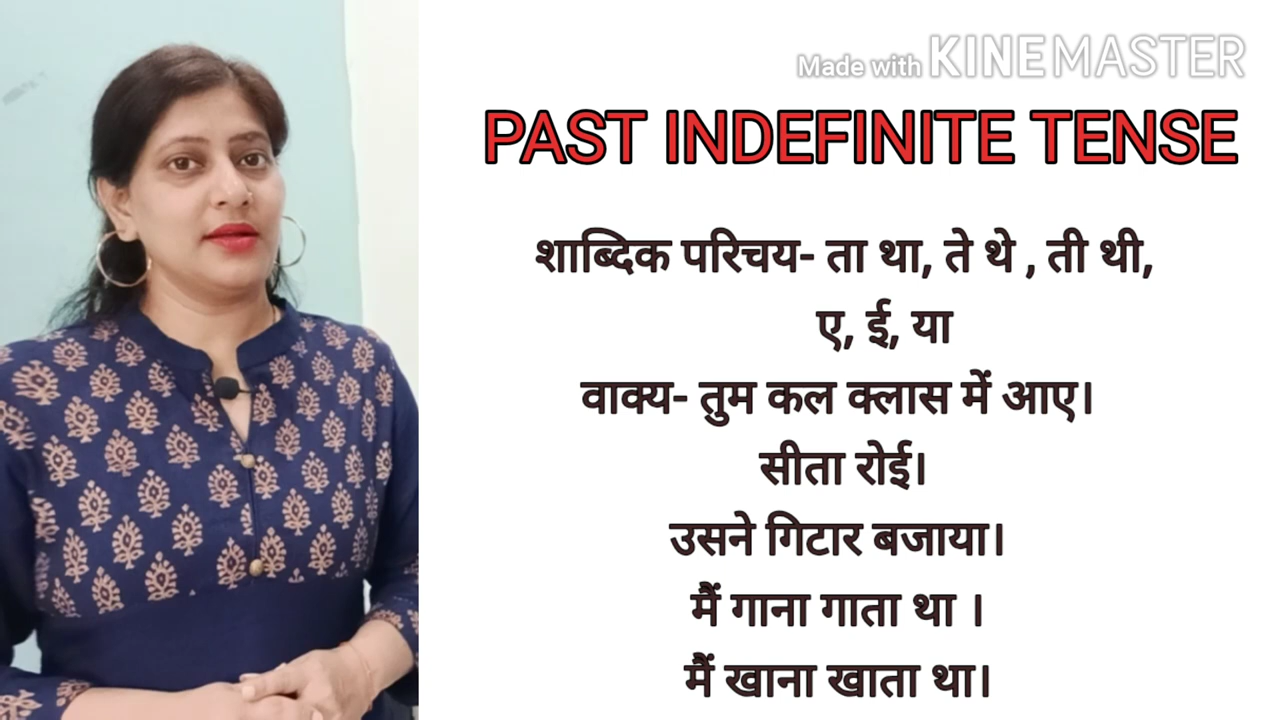 Made with KINEMASTER
PAST INDEFINITE TENSE
शाब्दिक परिचय- ता था, ते थे , ती थी,
ए, ई, या
वाक्य- तुम कल क्लास में आए।
सीता रोई।
उसने गिटार बजाया।
मैं गाना गाता था ।
मैं खाना खाता था।